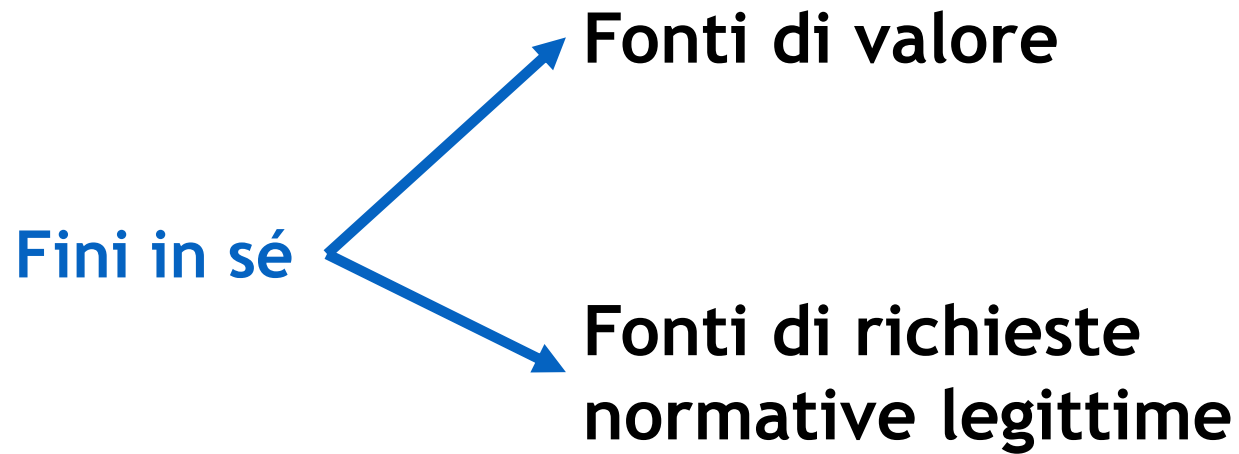 Fonti di valore
Fini in sé
Fonti di richieste
normative legittime